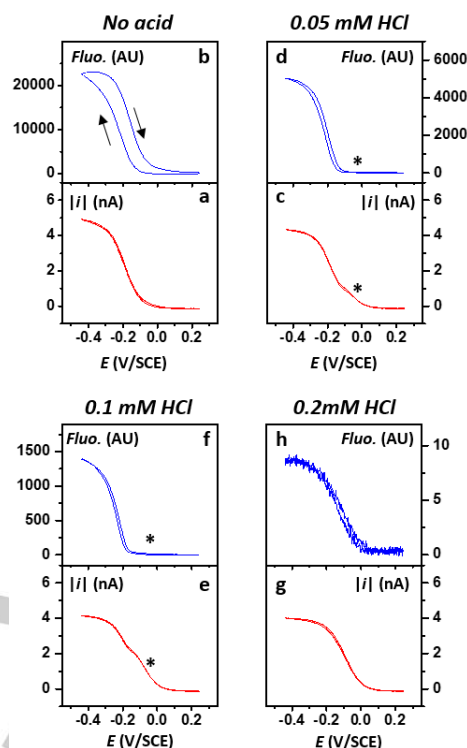 No acid
0.05 mM HCl
Fluo. (AU) b
20000
10000
0
d Fluo. (AU)
*
6000
4000
2000
0
|i| (nA) a
6
4
2
0
c |i| (nA)
*
6
4
2
0
-0.4 -0.2 0.0 0.2
E (V/SCE)
-0.4 -0.2 0.0 0.2
E (V/SCE)
0.1 mM HCl
0.2mM HCl
Fluo. (AU) f
1500
1000
500
0
*
h Fluo. (AU)
10
5
0
|i| (nA) e
6
4
2
0
*
g |i| (nA)
6
4
2
0
-0.4 -0.2 0.0 0.2
E (V/SCE)
-0.4 -0.2 0.0 0.2
E (V/SCE)